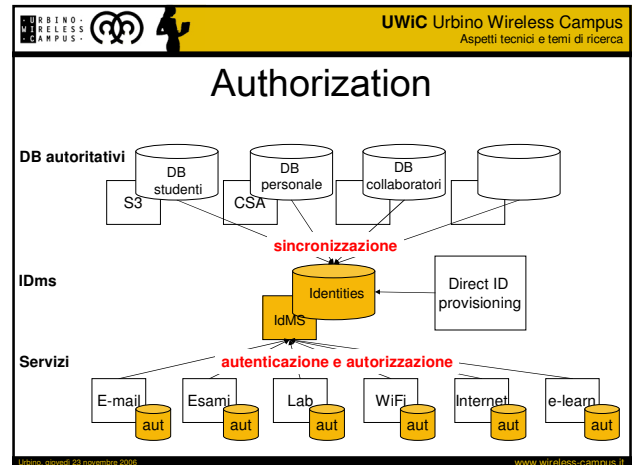 URBINO·
WIRELESS
CAMPUS·
UWiC Urbino Wireless Campus
Aspetti tecnici e temi di ricerca
Authorization
DB autoritativi
DB
studenti
DB
personale
DB
collaboratori
S3
CSA
sincronizzazione
IDms
Identities
Direct ID
provisioning
IdMS
Servizi
autenticazione e autorizzazione
E-mail
Esami
Lab
WiFi
Internet
e-learn
aut
aut
aut
aut
aut
aut
Urbino, giovedì 23 novembre 2006
www.wireless-campus.it